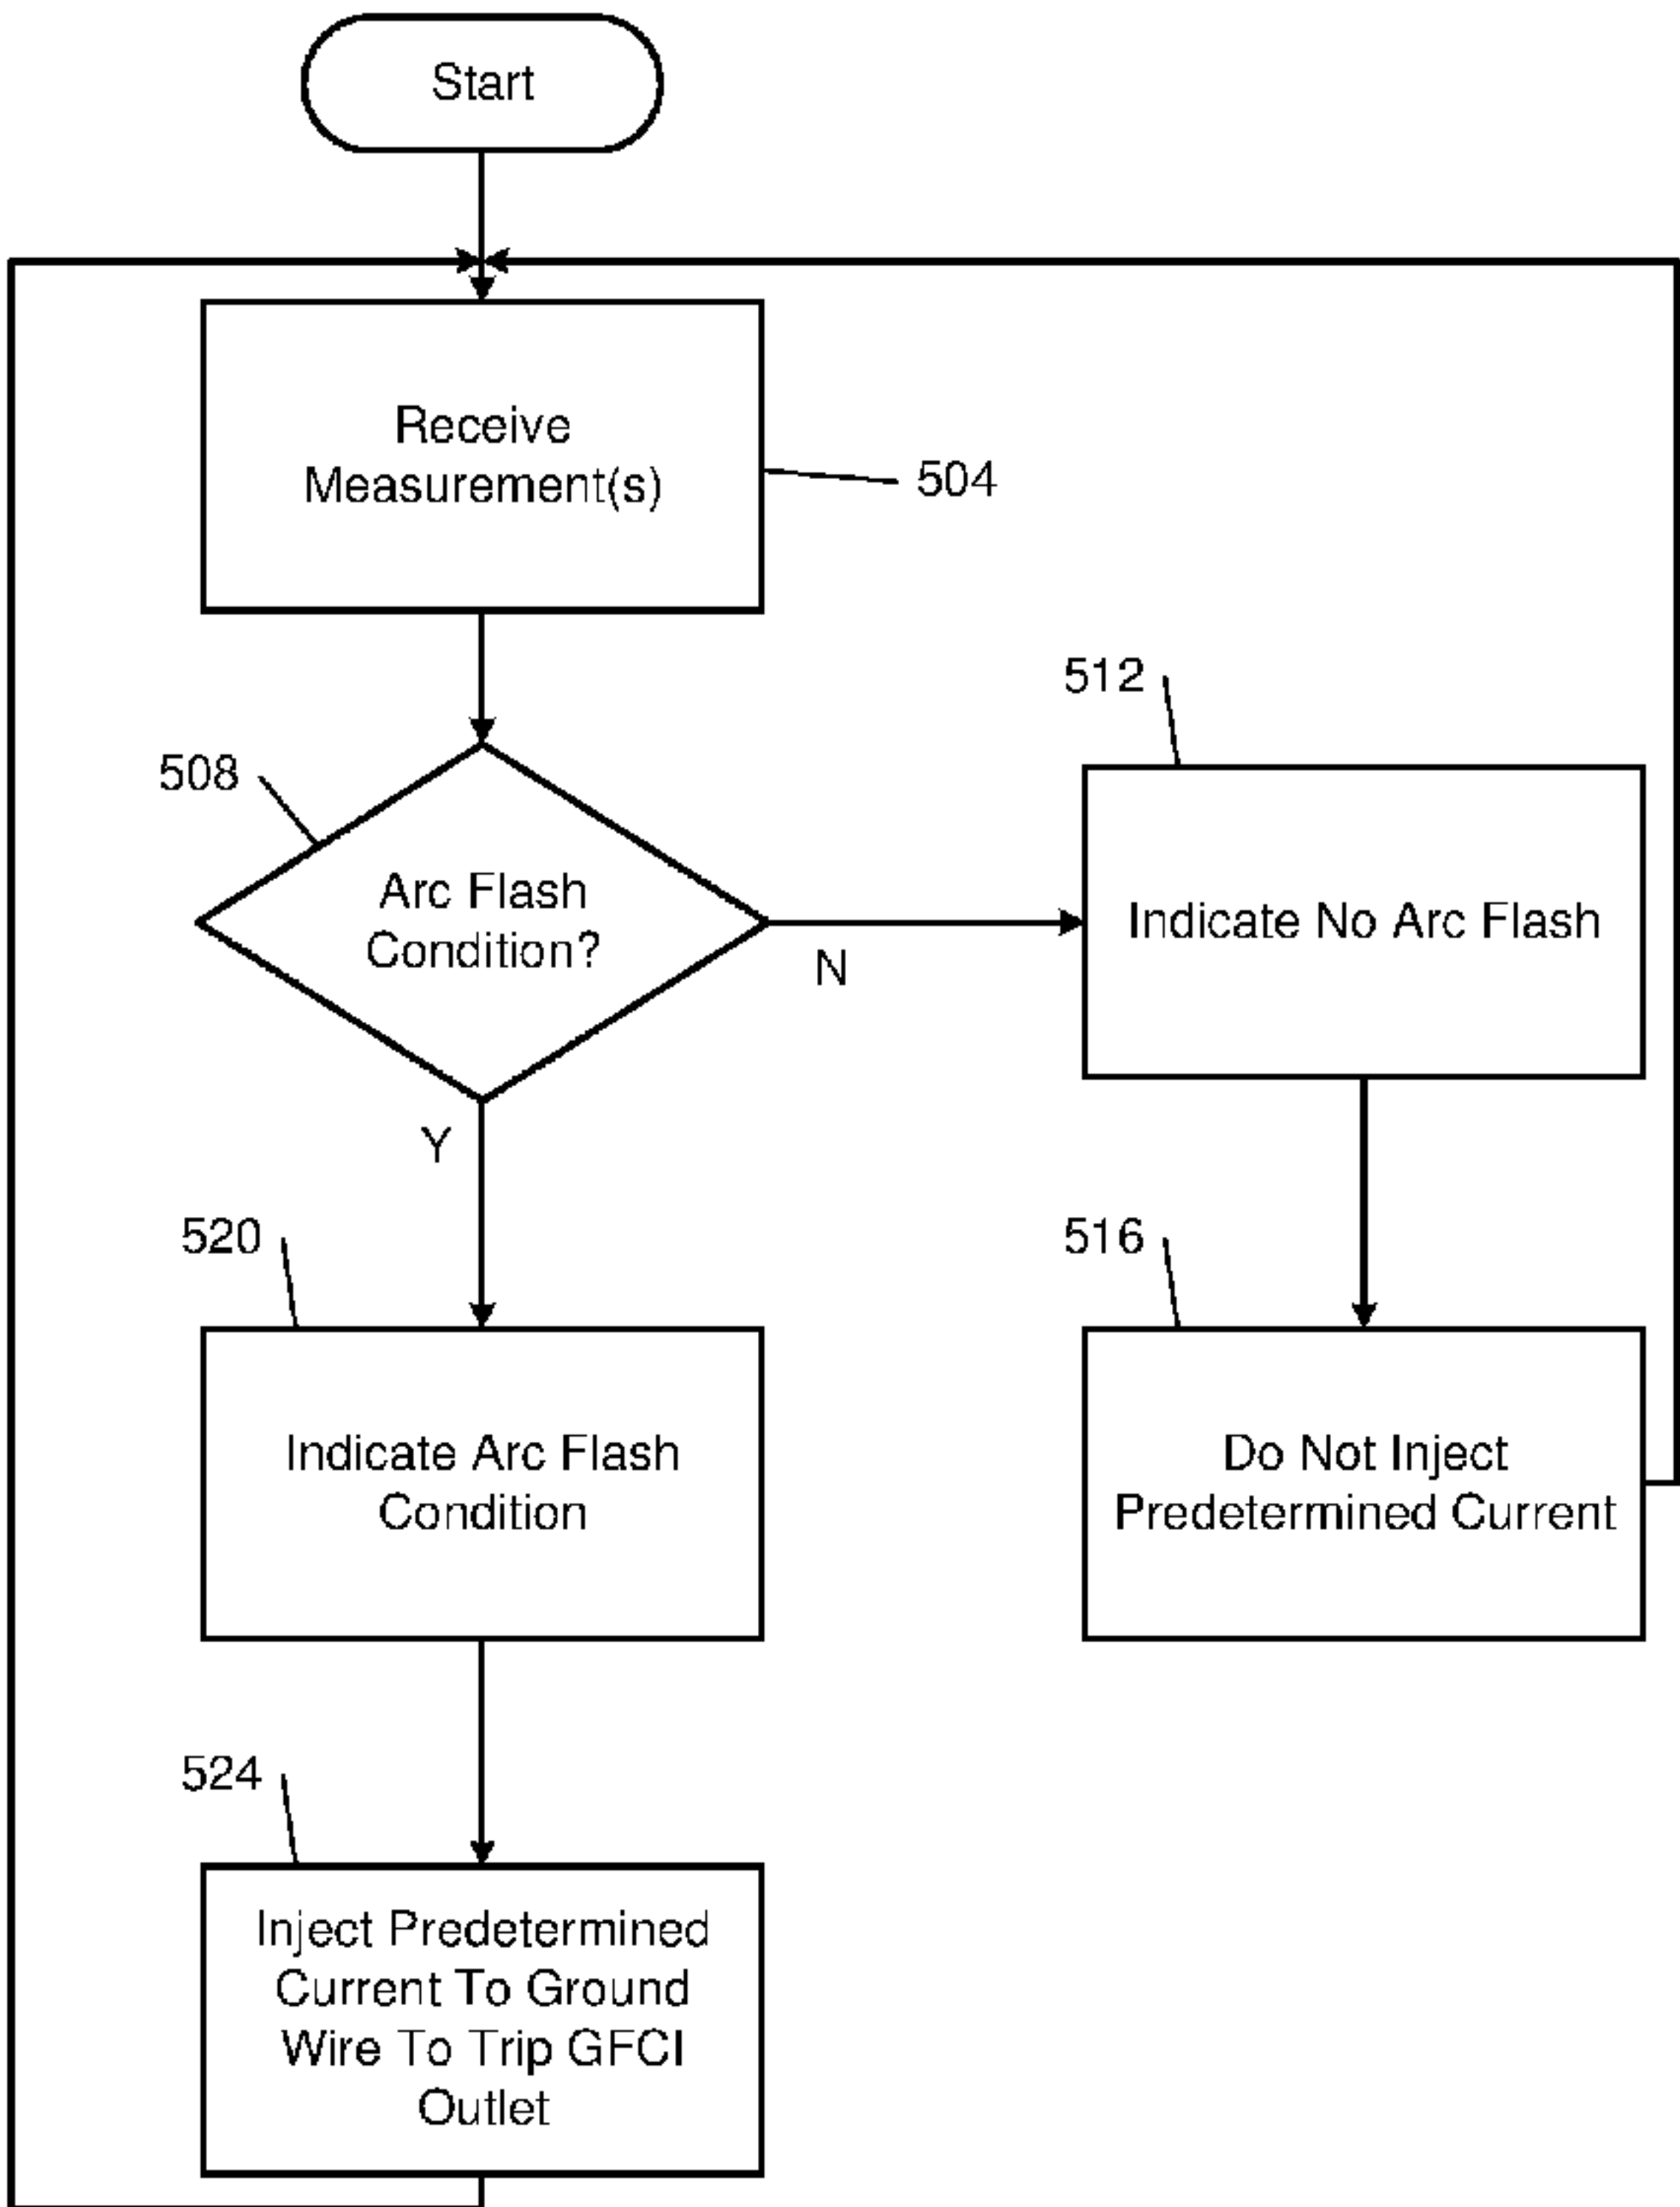 Start
Receive
Measurement(s)
504
508
Arc Flash
Condition?
N
Y
512
Indicate No Arc Flash
516
Do Not Inject
Predetermined Current
520
Indicate Arc Flash
Condition
524
Inject Predetermined
Current To Ground
Wire To Trip GFCI
Outlet